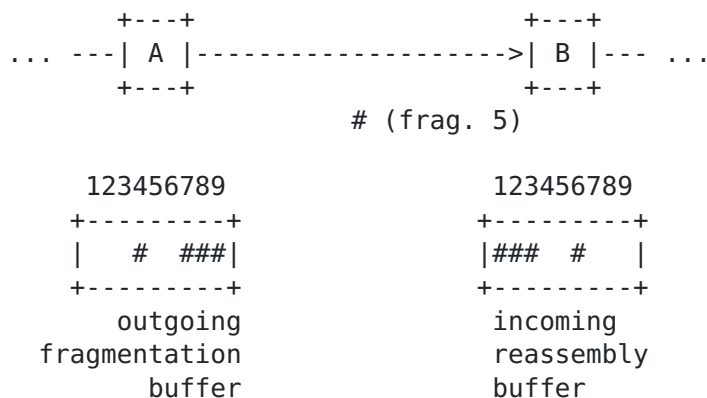 +---+                     +---+
... ---| A |-------------------->| B |--- ...
+---+                     +---+
# (frag. 5)
123456789                 123456789
+---------+               +---------+
|   #  ###|               |###  #   |
+---------+               +---------+
outgoing                incoming
fragmentation                reassembly
buffer                buffer